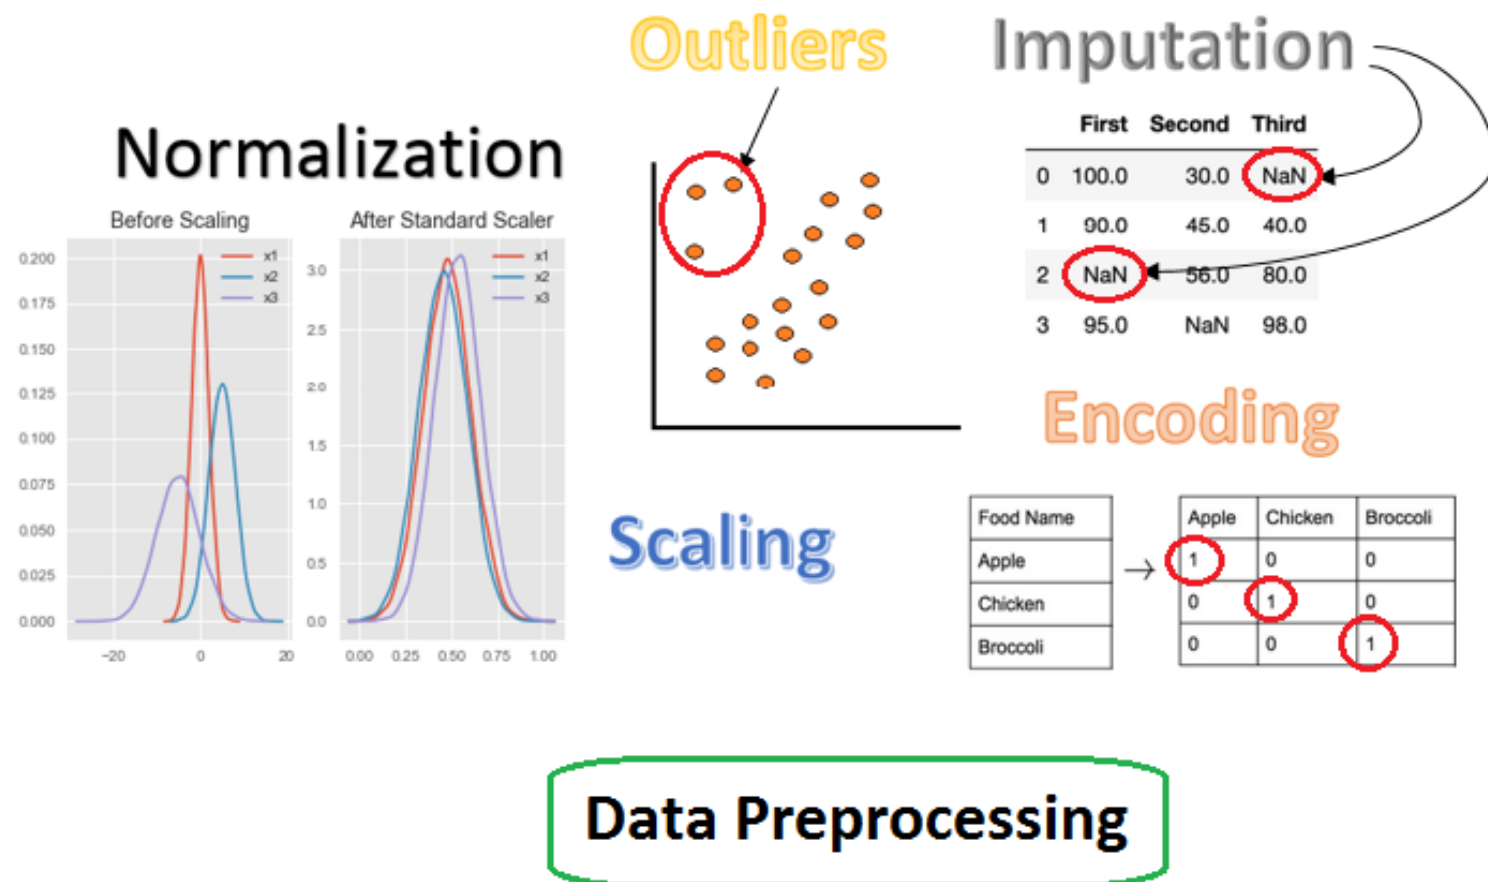 Outliers
Imputation
Normalization
First Second Third
0 100.0 30.0 NaN
1 90.0 45.0 40.0
2 NaN 56.0 80.0
3 95.0 NaN 98.0
Before Scaling
x1
x2
x3
0.200
0.175
0.150
0.125
0.100
0.075
0.050
0.025
0.000
-20 0 20
After Standard Scaler
x1
x2
x3
3.0
2.5
2.0
1.5
1.0
0.5
0.0
0.00 0.25 0.50 0.75 1.00
Scaling
Encoding
Food Name
Apple
Chicken
Broccoli
Apple Chicken Broccoli
1 0 0
0 1 0
0 0 1
Data Preprocessing